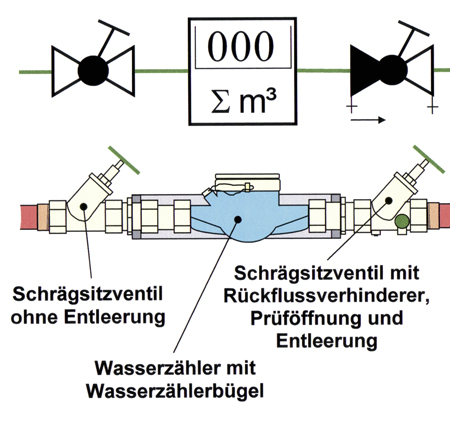 000
Σ m³
Schrägsitzventil
ohne Entleerung
Schrägsitzventil mit
Rückflussverhinderer,
Prüföffnung und
Entleerung
Wasserzähler mit
Wasserzählerbügel